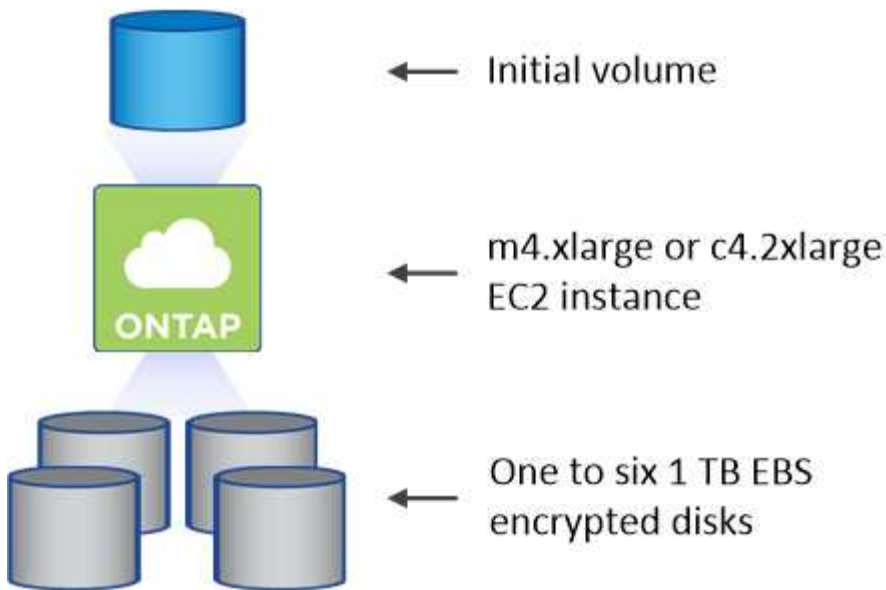 Initial volume
m4.xlarge or c4.2xlarge
EC2 instance
ONTAP
One to six 1 TB EBS
encrypted disks